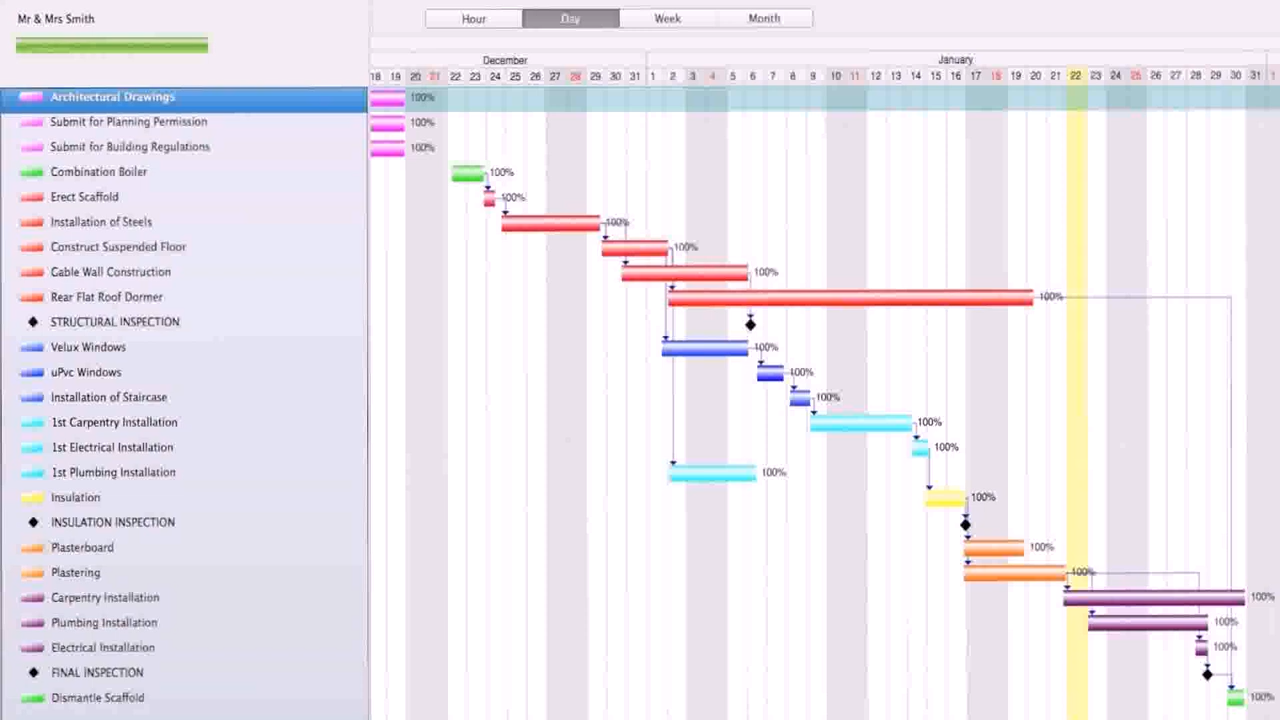 Mr & Mrs Smith
Hour Day Week Month
December January
18 19 20 21 22 23 24 25 26 27 28 29 30 31 1 2 3 4 5 6 7 8 9 10 11 12 13 14 15 16 17 18 19 20 21 22 23 24 25 26 27 28 29 30 31
Architectural Drawings 100%
Submit for Planning Permission 100%
Submit for Building Regulations 100%
Combination Boiler 100%
Erect Scaffold 100%
Installation of Steels 100%
Construct Suspended Floor 100%
Gable Wall Construction 100%
Rear Flat Roof Dormer 100%
STRUCTURAL INSPECTION
Velux Windows 100%
uPvc Windows 100%
Installation of Staircase 100%
1st Carpentry Installation 100%
1st Electrical Installation 100%
1st Plumbing Installation 100%
Insulation 100%
INSULATION INSPECTION
Plasterboard 100%
Plastering 100%
Carpentry Installation 100%
Plumbing Installation 100%
Electrical Installation 100%
FINAL INSPECTION
Dismantle Scaffold 100%